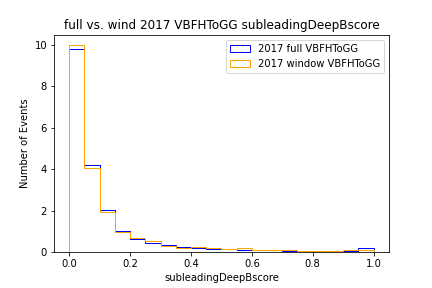 full vs. wind 2017 VBFHToGG subleadingDeepBscore
2017 full VBFHToGG
2017 window VBFHToGG
Number of Events
10
8
6
4
2
0
0.0 0.2 0.4 0.6 0.8 1.0
subleadingDeepBscore